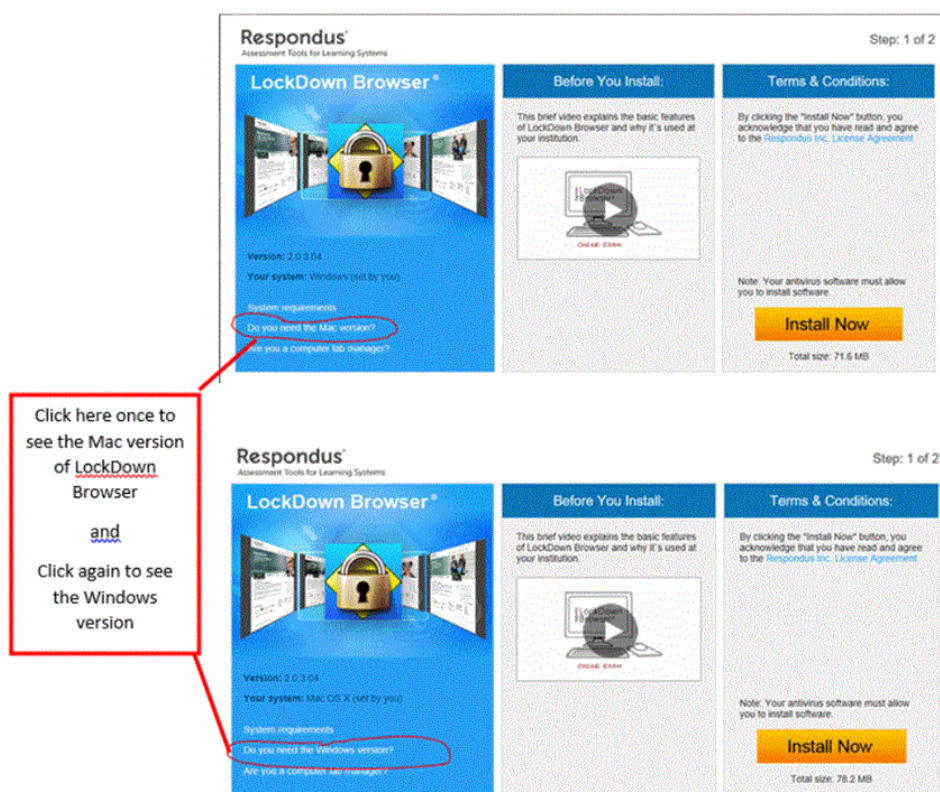 Respondus
Assessment Tools for Learning Systems
Step: 1 of 2
LockDown Browser®
Version: 2.0.3.04
Your system: Windows (set by you)
System requirements
Do you need the Mac version?
Are you a computer lab manager?
Before You Install:
This brief video explains the basic features
of LockDown Browser and why it's used at
your institution.
LockDown
Browser
ONLINE EXAM
Terms & Conditions:
By clicking the "Install Now" button, you
acknowledge that you have read and agree
to the Respondus Inc. License Agreement
Note: Your antivirus software must allow
you to install software.
Install Now
Total size: 71.6 MB
Click here once to
see the Mac version
of LockDown
Browser
and
Click again to see
the Windows
version
Respondus
Assessment Tools for Learning Systems
Step: 1 of 2
LockDown Browser®
Version: 2.0.3.04
Your system: Mac OS X (set by you)
System requirements
Do you need the Windows version?
Are you a computer lab manager?
Before You Install:
This brief video explains the basic features
of LockDown Browser and why it's used at
your institution.
LockDown
Browser
ONLINE EXAM
Terms & Conditions:
By clicking the "Install Now" button, you
acknowledge that you have read and agree
to the Respondus Inc. License Agreement
Note: Your antivirus software must allow
you to install software.
Install Now
Total size: 78.2 MB